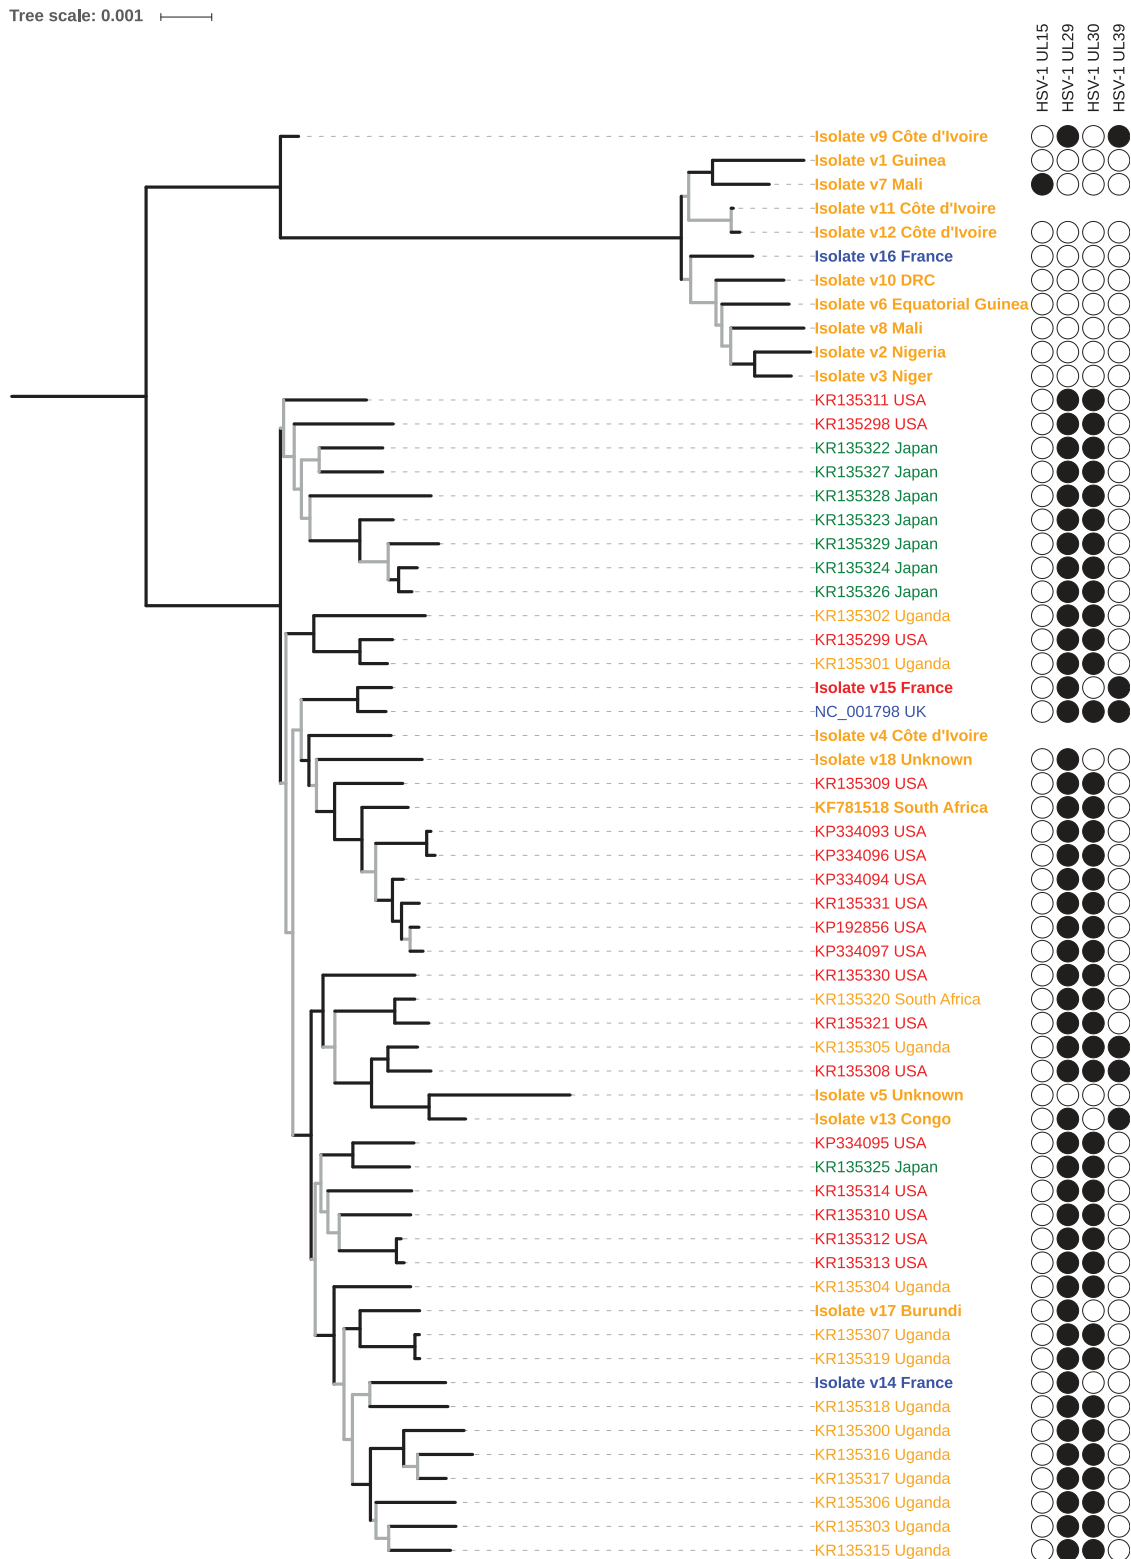 Tree scale: 0.001
HSV-1 UL15
HSV-1 UL29
HSV-1 UL30
HSV-1 UL39
Isolate v9 Côte d'Ivoire
Isolate v1 Guinea
Isolate v7 Mali
Isolate v11 Côte d'Ivoire
Isolate v12 Côte d'Ivoire
Isolate v16 France
Isolate v10 DRC
Isolate v6 Equatorial Guinea
Isolate v8 Mali
Isolate v2 Nigeria
Isolate v3 Niger
KR135311 USA
KR135298 USA
KR135322 Japan
KR135327 Japan
KR135328 Japan
KR135323 Japan
KR135329 Japan
KR135324 Japan
KR135326 Japan
KR135302 Uganda
KR135299 USA
KR135301 Uganda
Isolate v15 France
NC_001798 UK
Isolate v4 Côte d'Ivoire
Isolate v18 Unknown
KR135309 USA
KF781518 South Africa
KP334093 USA
KP334096 USA
KP334094 USA
KR135331 USA
KP192856 USA
KP334097 USA
KR135330 USA
KR135320 South Africa
KR135321 USA
KR135305 Uganda
KR135308 USA
Isolate v5 Unknown
Isolate v13 Congo
KP334095 USA
KR135325 Japan
KR135314 USA
KR135310 USA
KR135312 USA
KR135313 USA
KR135304 Uganda
Isolate v17 Burundi
KR135307 Uganda
KR135319 Uganda
Isolate v14 France
KR135318 Uganda
KR135300 Uganda
KR135316 Uganda
KR135317 Uganda
KR135306 Uganda
KR135303 Uganda
KR135315 Uganda